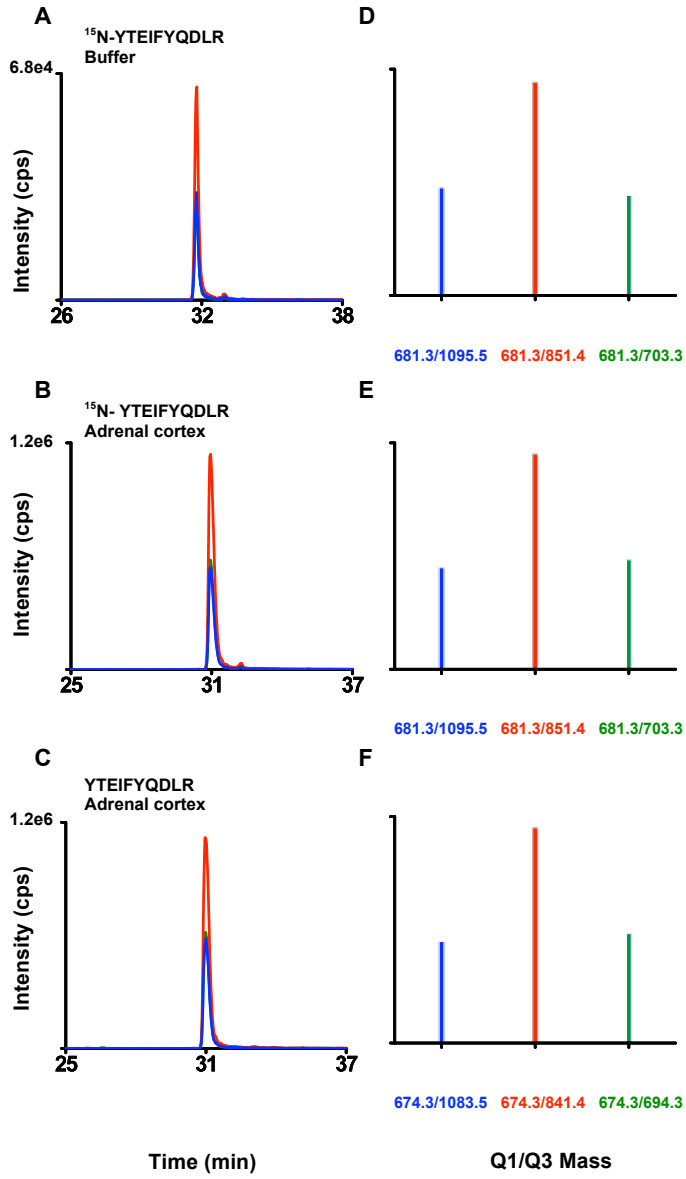 A
D
¹⁵N-YTEIFYQDLR
Buffer
6.8e4
Intensity (cps)
26 32 38
681.3/1095.5 681.3/851.4 681.3/703.3
B
E
¹⁵N- YTEIFYQDLR
Adrenal cortex
1.2e6
Intensity (cps)
25 31 37
681.3/1095.5 681.3/851.4 681.3/703.3
C
F
YTEIFYQDLR
Adrenal cortex
1.2e6
Intensity (cps)
25 31 37
674.3/1083.5 674.3/841.4 674.3/694.3
Time (min)
Q1/Q3 Mass